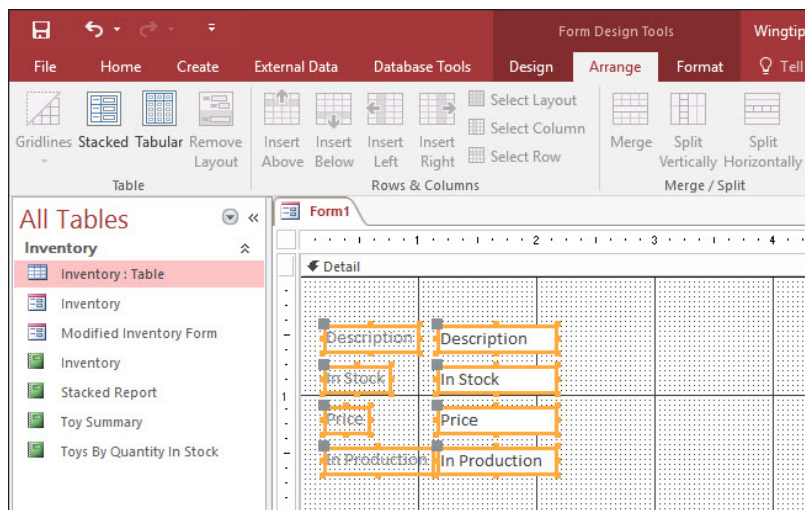 Form Design Tools Wingtip
File Home Create External Data Database Tools Design Arrange Format Tell
Gridlines Stacked Tabular Remove Layout
Insert Above Insert Below Insert Left Insert Right
Select Layout
Select Column
Select Row
Merge Split Vertically Split Horizontally
Table Rows & Columns Merge / Split
All Tables
Inventory
Inventory : Table
Inventory
Modified Inventory Form
Inventory
Stacked Report
Toy Summary
Toys By Quantity In Stock
Form1
1 2 3 4
Detail
Description Description
In Stock In Stock
1
Price Price
In Production In Production